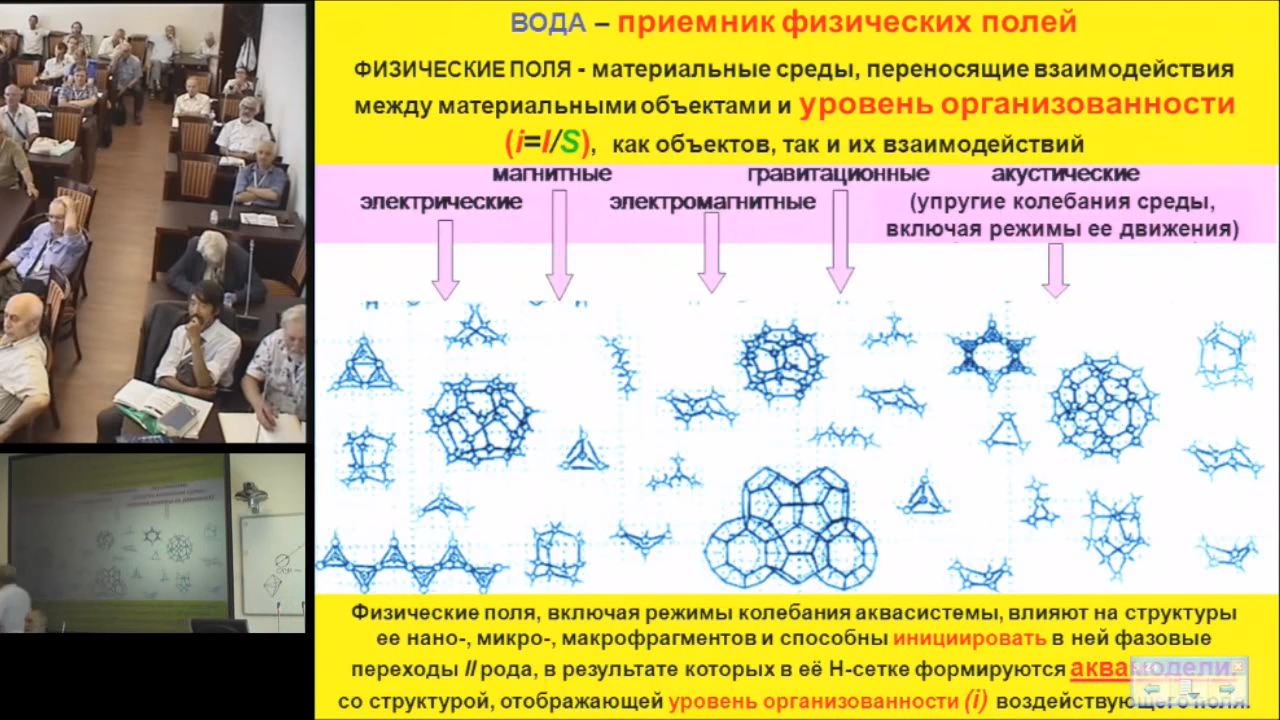 ВОДА – приемник физических полей
ФИЗИЧЕСКИЕ ПОЛЯ - материальные среды, переносящие взаимодействия
между материальными объектами и уровень организованности
(i=I/S), как объектов, так и их взаимодействий
магнитные гравитационные акустические
электрические электромагнитные (упругие колебания среды,
включая режимы ее движения)
Физические поля, включая режимы колебания аквасистемы, влияют на структуры
ее нано-, микро-, макрофрагментов и способны инициировать в ней фазовые
переходы II рода, в результате которых в её Н-сетке формируются аквамодели
со структурой, отображающей уровень организованности (i) воздействующего поля.